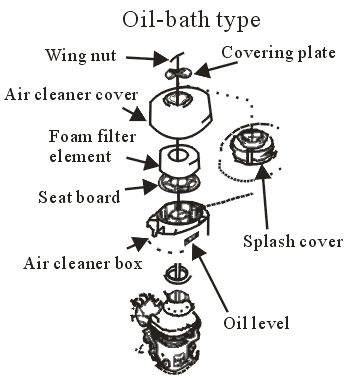 Oil-bath type
Wing nut
Covering plate
Air cleaner cover
Foam filter
element
Seat board
Splash cover
Air cleaner box
Oil level